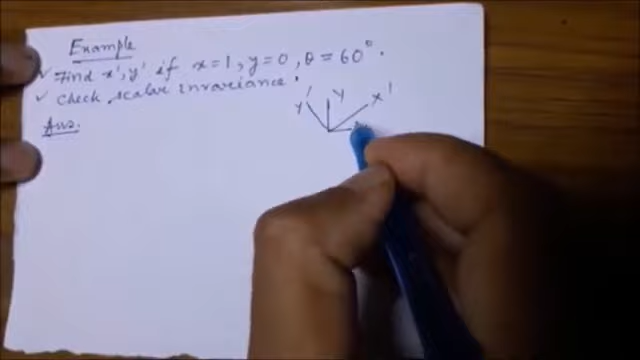 Example
✓ Find x', y' if x=1, y=0, θ = 60°.
✓ Check scalar invariance.
Ans.
y' y x'